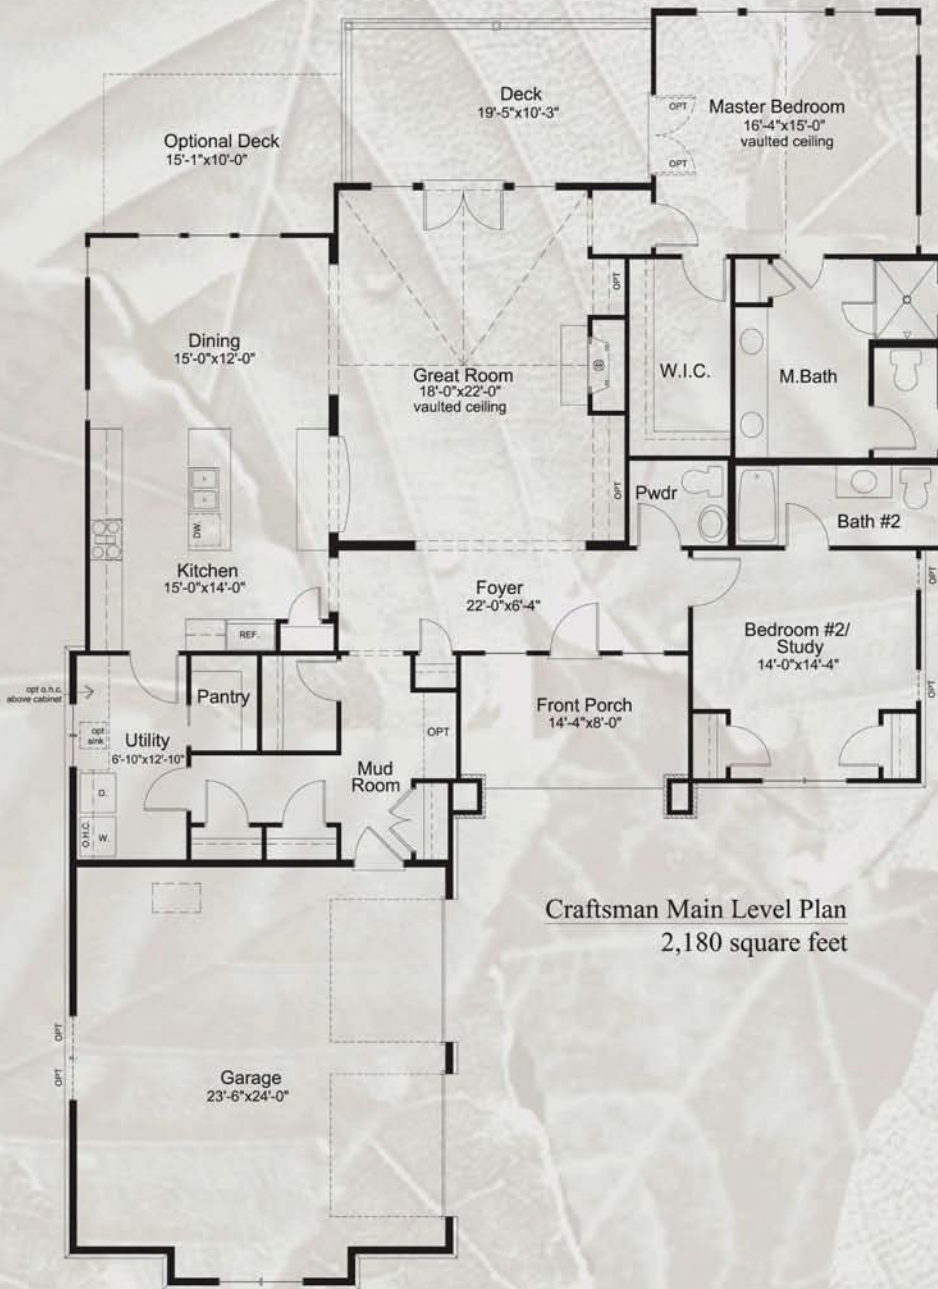 Deck
19'-5"x10'-3"
OPT
OPT
Master Bedroom
16'-4"x15'-0"
vaulted ceiling
Optional Deck
15'-1"x10'-0"
Dining
15'-0"x12'-0"
OPT
Great Room
18'-0"x22'-0"
vaulted ceiling
W.I.C.
M.Bath
OPT
Pwdr
Bath #2
DW.
Kitchen
15'-0"x14'-0"
REF.
Foyer
22'-0"x6'-4"
OPT
Bedroom #2/
Study
14'-0"x14'-4"
OPT
opt o.h.c.
above cabinet
opt
sink
Utility
6'-10"x12'-10"
Pantry
OPT
Front Porch
14'-4"x8'-0"
Mud
Room
D.
W.
O.H.C.
Craftsman Main Level Plan
2,180 square feet
OPT
OPT
Garage
23'-6"x24'-0"